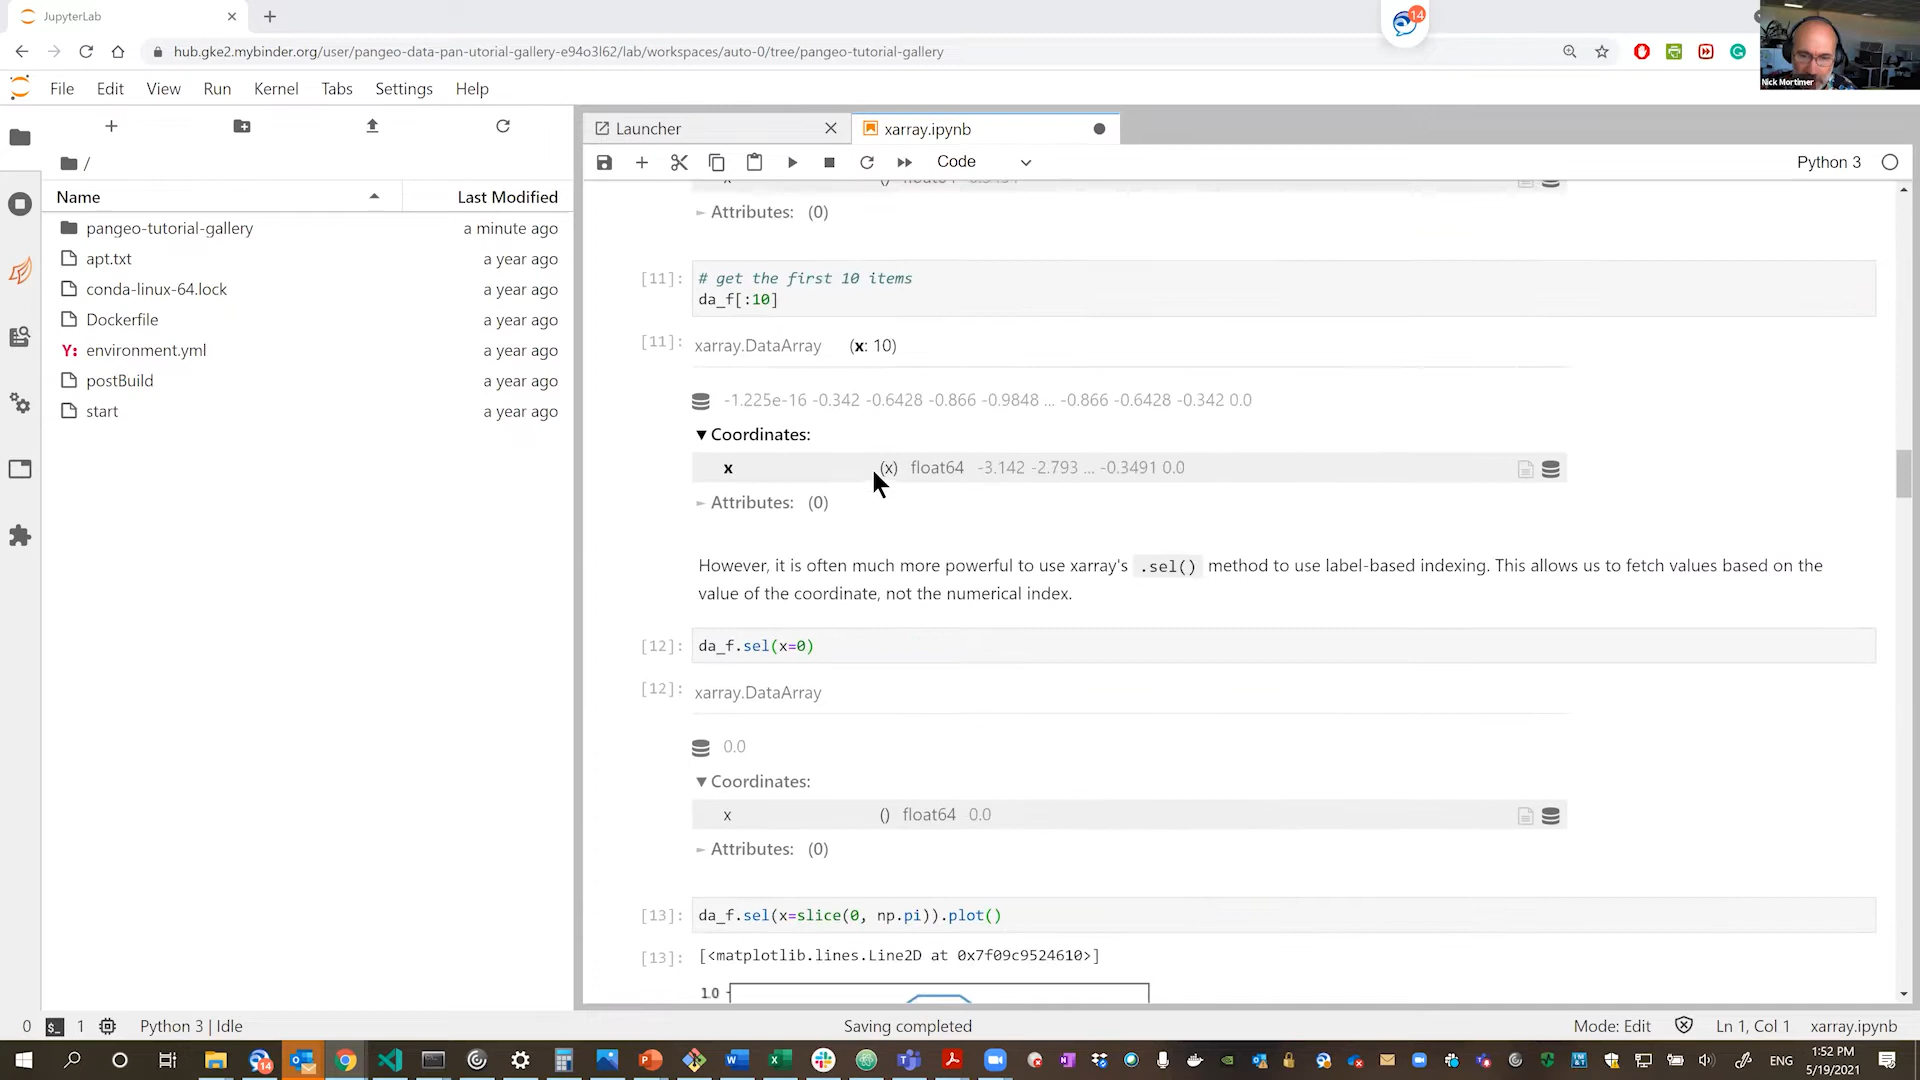 JupyterLab
14
hub.gke2.mybinder.org/user/pangeo-data-pan-utorial-gallery-e94o3l62/lab/workspaces/auto-0/tree/pangeo-tutorial-gallery
Nick Mortimer
File Edit View Run Kernel Tabs Settings Help
Launcher
xarray.ipynb
Code
Python 3
/
Name Last Modified
pangeo-tutorial-gallery a minute ago
apt.txt a year ago
conda-linux-64.lock a year ago
Dockerfile a year ago
Y: environment.yml a year ago
postBuild a year ago
start a year ago
Attributes: (0)
[11]: # get the first 10 items
da_f[:10]
[11]: xarray.DataArray (x: 10)
-1.225e-16 -0.342 -0.6428 -0.866 -0.9848 ... -0.866 -0.6428 -0.342 0.0
Coordinates:
x (x) float64 -3.142 -2.793 ... -0.3491 0.0
Attributes: (0)
However, it is often much more powerful to use xarray's .sel() method to use label-based indexing. This allows us to fetch values based on the
value of the coordinate, not the numerical index.
[12]: da_f.sel(x=0)
[12]: xarray.DataArray
0.0
Coordinates:
x () float64 0.0
Attributes: (0)
[13]: da_f.sel(x=slice(0, np.pi)).plot()
[13]: [<matplotlib.lines.Line2D at 0x7f09c9524610>]
1.0
0 1 Python 3 | Idle Saving completed Mode: Edit Ln 1, Col 1 xarray.ipynb
ENG
1:52 PM
5/19/2021